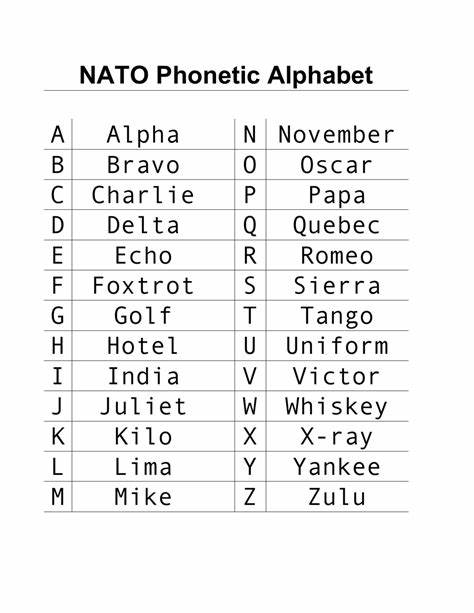 NATO Phonetic Alphabet
A Alpha N November
B Bravo O Oscar
C Charlie P Papa
D Delta Q Quebec
E Echo R Romeo
F Foxtrot S Sierra
G Golf T Tango
H Hotel U Uniform
I India V Victor
J Juliet W Whiskey
K Kilo X X-ray
L Lima Y Yankee
M Mike Z Zulu